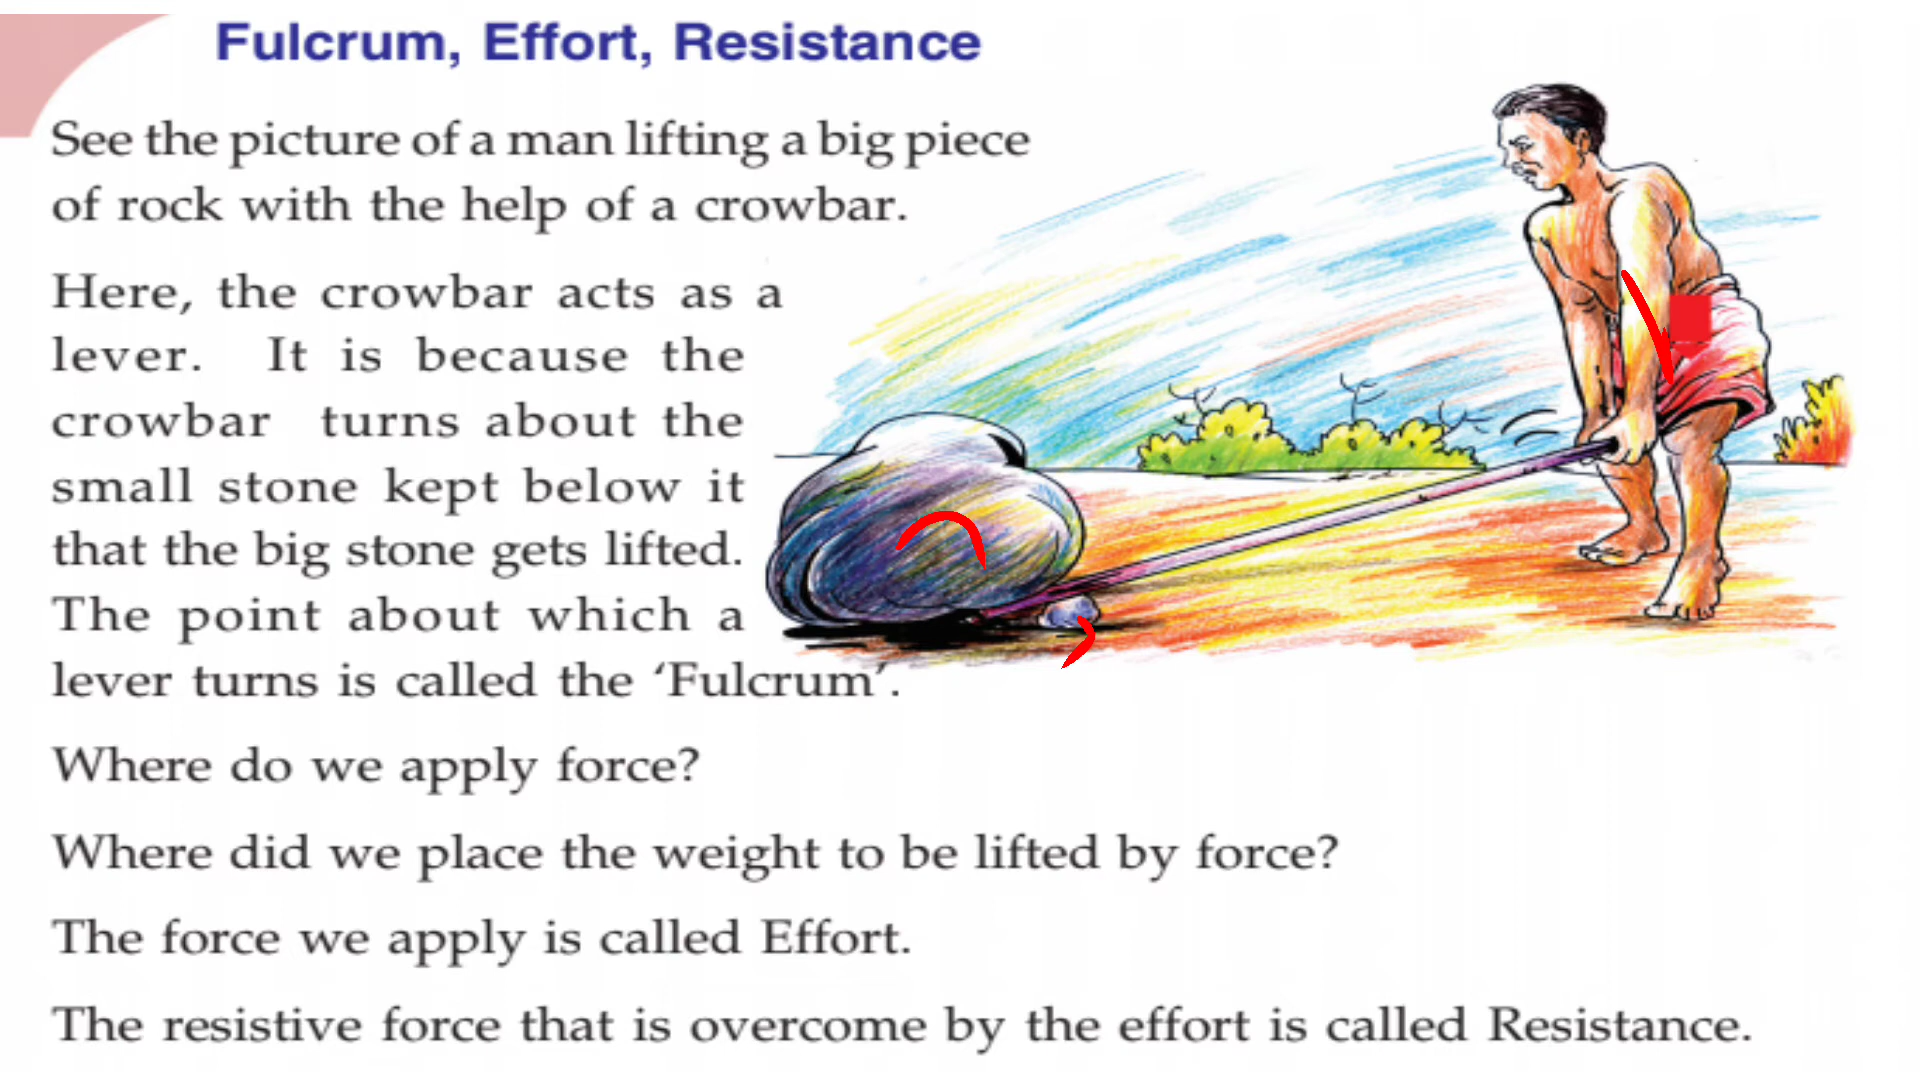 Fulcrum, Effort, Resistance
See the picture of a man lifting a big piece
of rock with the help of a crowbar.
Here, the crowbar acts as a
lever. It is because the
crowbar turns about the
small stone kept below it
that the big stone gets lifted.
The point about which a
lever turns is called the ‘Fulcrum’.
Where do we apply force?
Where did we place the weight to be lifted by force?
The force we apply is called Effort.
The resistive force that is overcome by the effort is called Resistance.